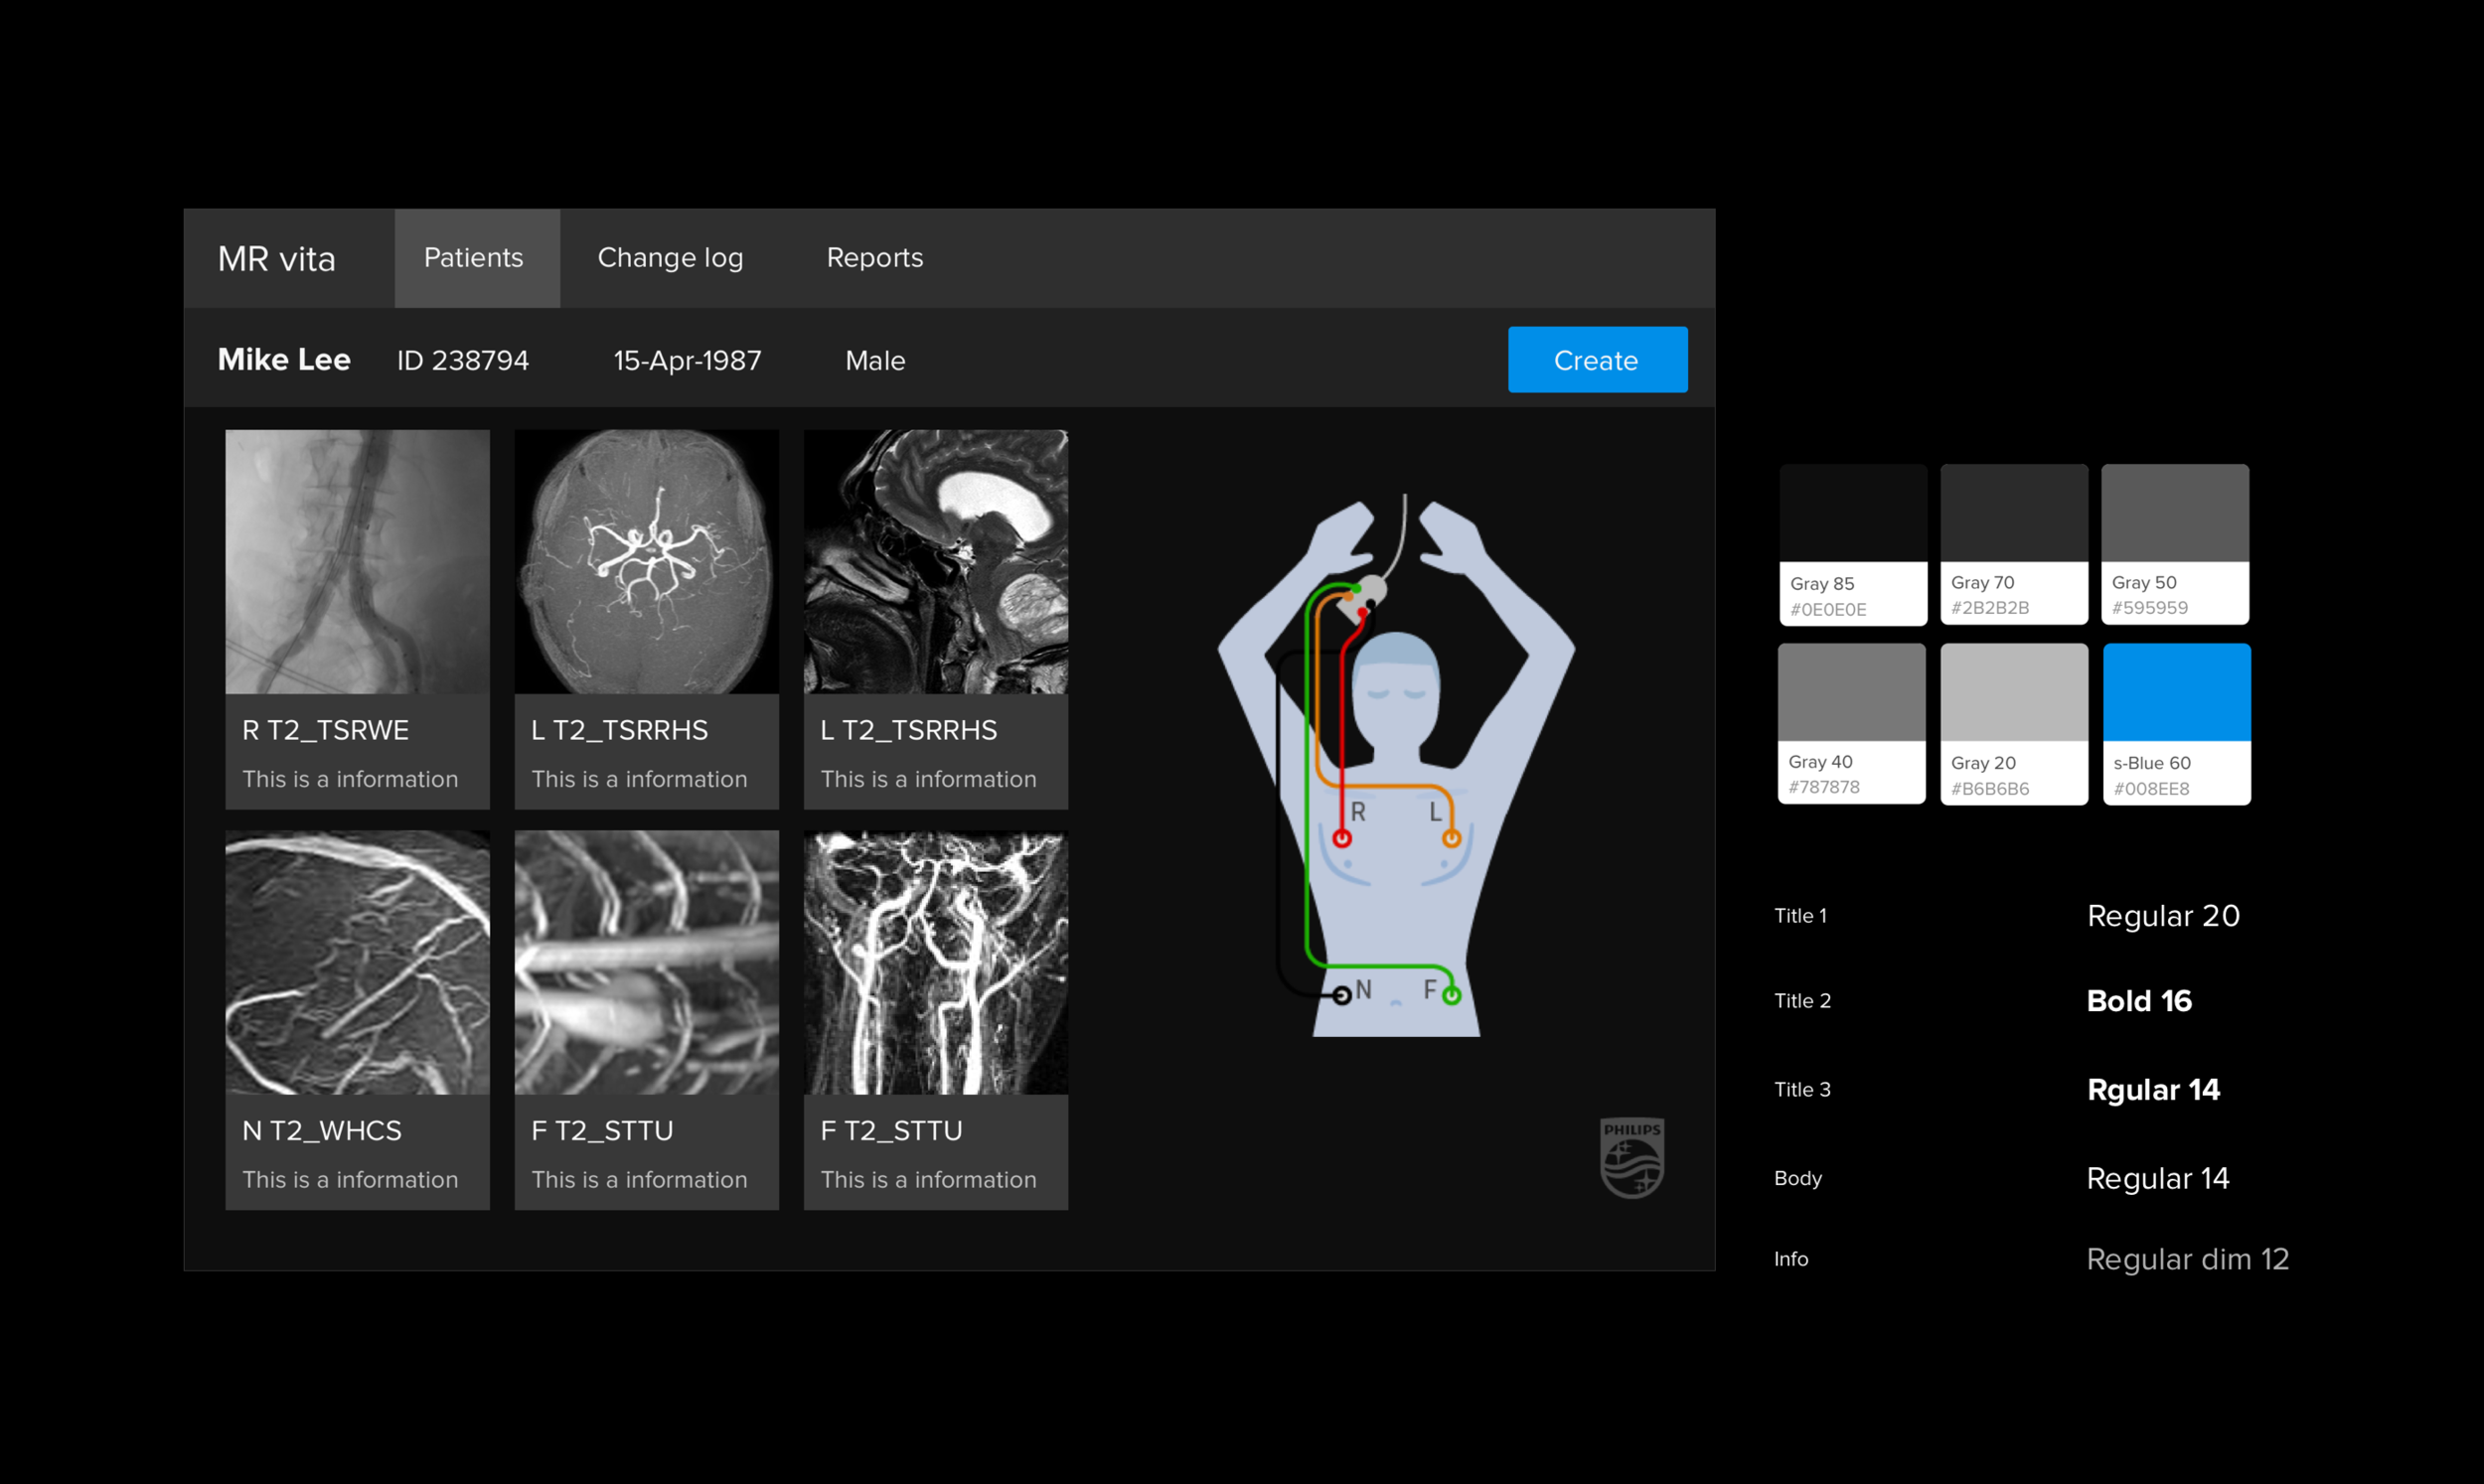 MR vita
Patients
Change log
Reports
Mike Lee
ID 238794
15-Apr-1987
Male
Create
R T2_TSRWE
This is a information
L T2_TSRRHS
This is a information
L T2_TSRRHS
This is a information
N T2_WHCS
This is a information
F T2_STTU
This is a information
F T2_STTU
This is a information
R
L
N
F
PHILIPS
Gray 85
#0E0E0E
Gray 70
#2B2B2B
Gray 50
#595959
Gray 40
#787878
Gray 20
#B6B6B6
s-Blue 60
#008EE8
Title 1
Regular 20
Title 2
Bold 16
Title 3
Rgular 14
Body
Regular 14
Info
Regular dim 12